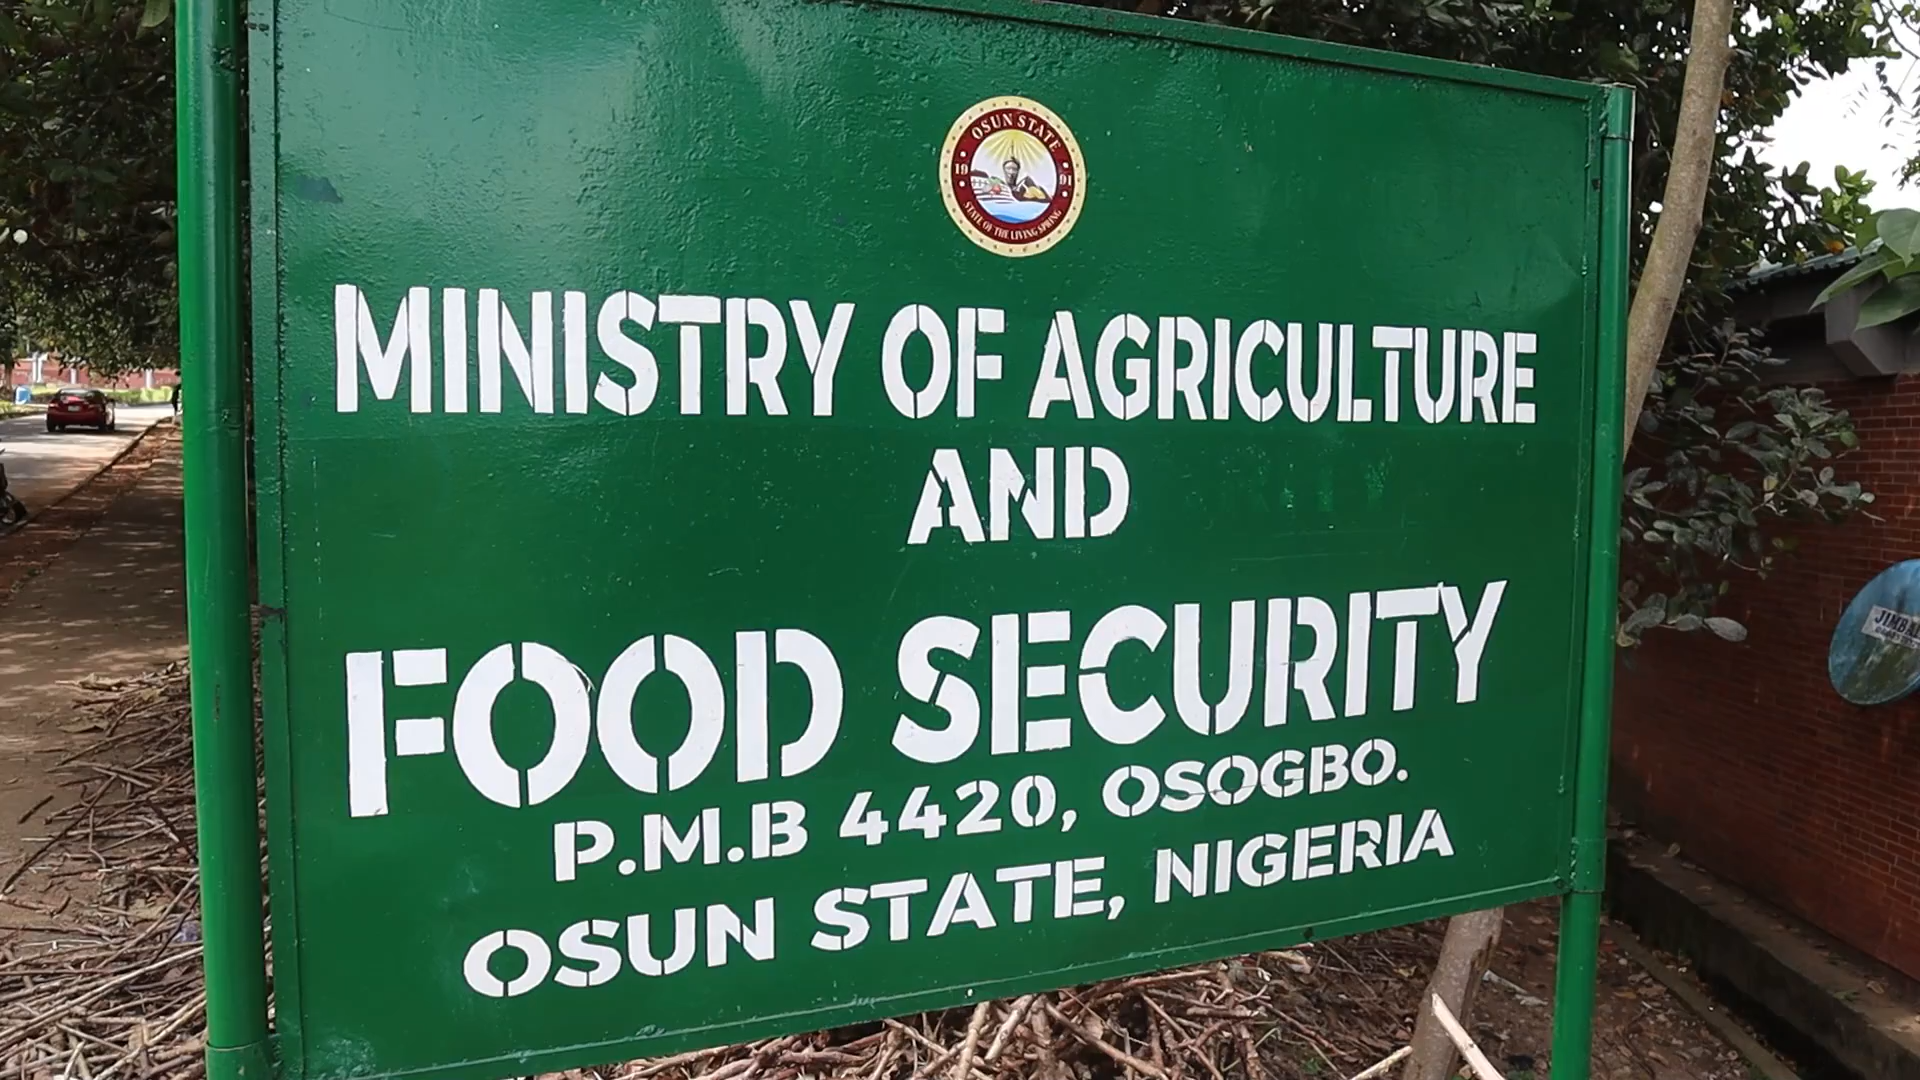 OSUN STATE
19 91
STATE OF THE LIVING SPRING
MINISTRY OF AGRICULTURE
AND
FOOD SECURITY
P.M.B 4420, OSOGBO.
OSUN STATE, NIGERIA